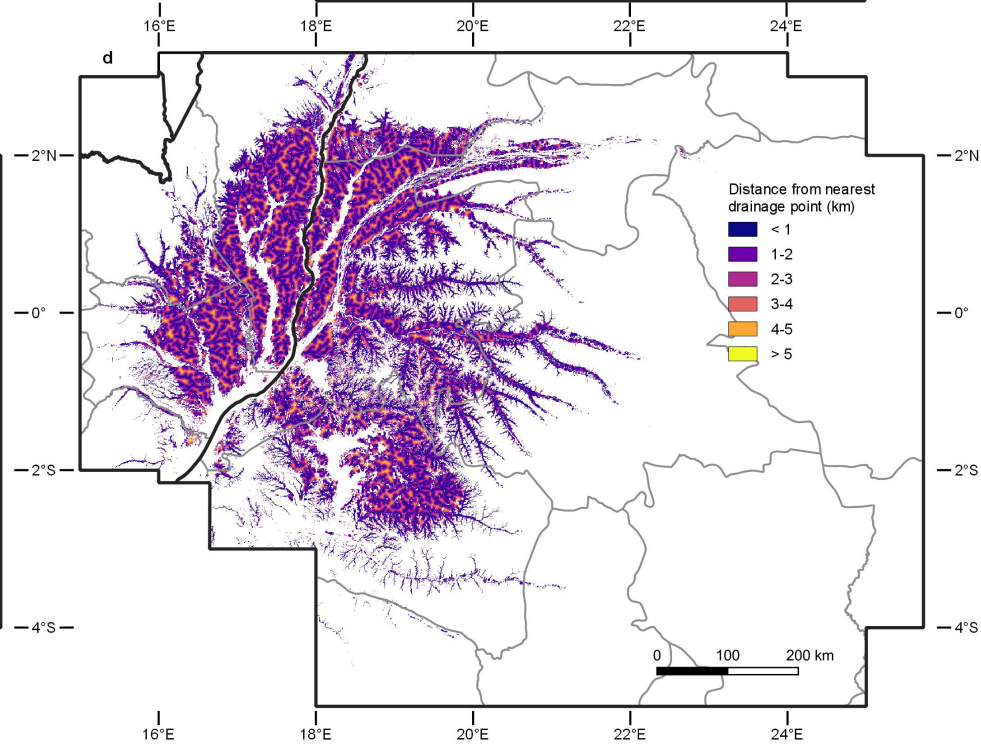 16°E 18°E 20°E 22°E 24°E
d
2°N 2°N
Distance from nearest
drainage point (km)
< 1
1-2
2-3
0° 0°
3-4
4-5
> 5
2°S 2°S
4°S 4°S
0 100 200 km
16°E 18°E 20°E 22°E 24°E